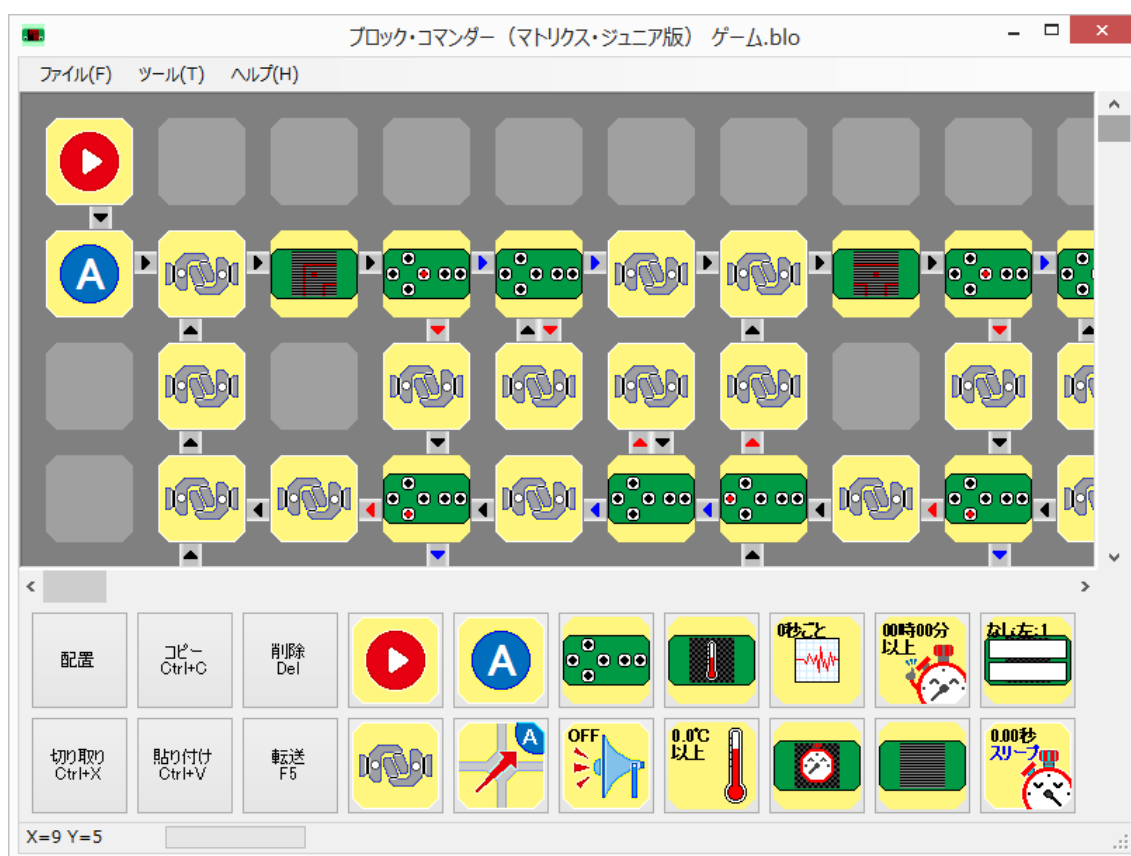 ブロック・コマンダー（マトリクス・ジュニア版） ゲーム.blo
ファイル(F) ツール(T) ヘルプ(H)
A
配置
コピー
Ctrl+C
削除
Del
A
0秒ごと
00時00分
以上
なし:左:1
切り取り
Ctrl+X
貼り付け
Ctrl+V
転送
F5
A
OFF
0.0℃
以上
0.00秒
スリープ
X=9 Y=5